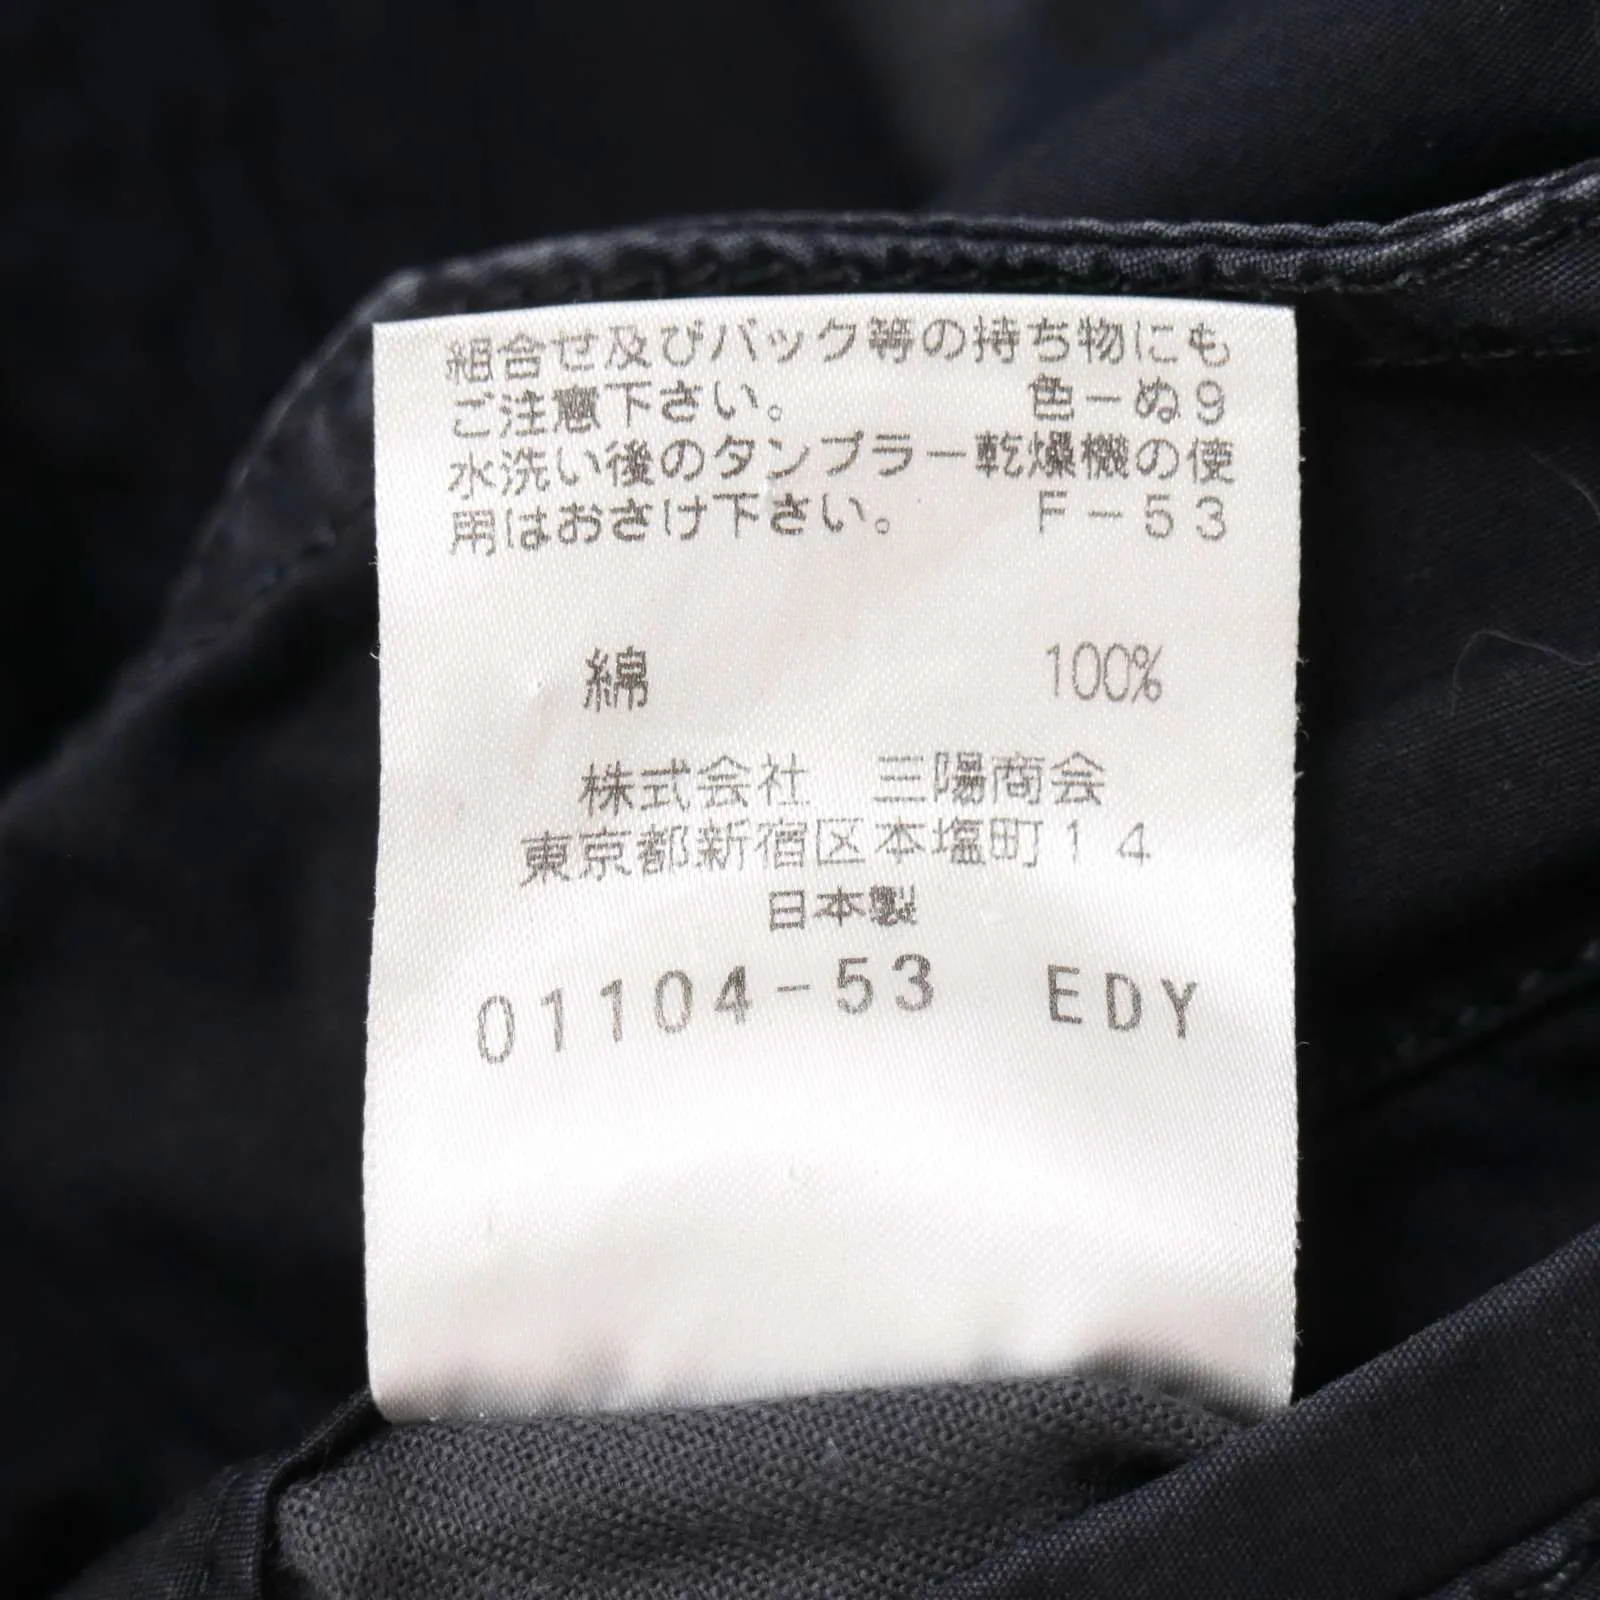 組合せ及びバック等の持ち物にも
ご注意下さい。 色ーぬ9
水洗い後のタンブラー乾燥機の使
用はおさけ下さい。 F－53
綿 100%
株式会社 三陽商会
東京都新宿区本塩町14
日本製
01104-53 EDY